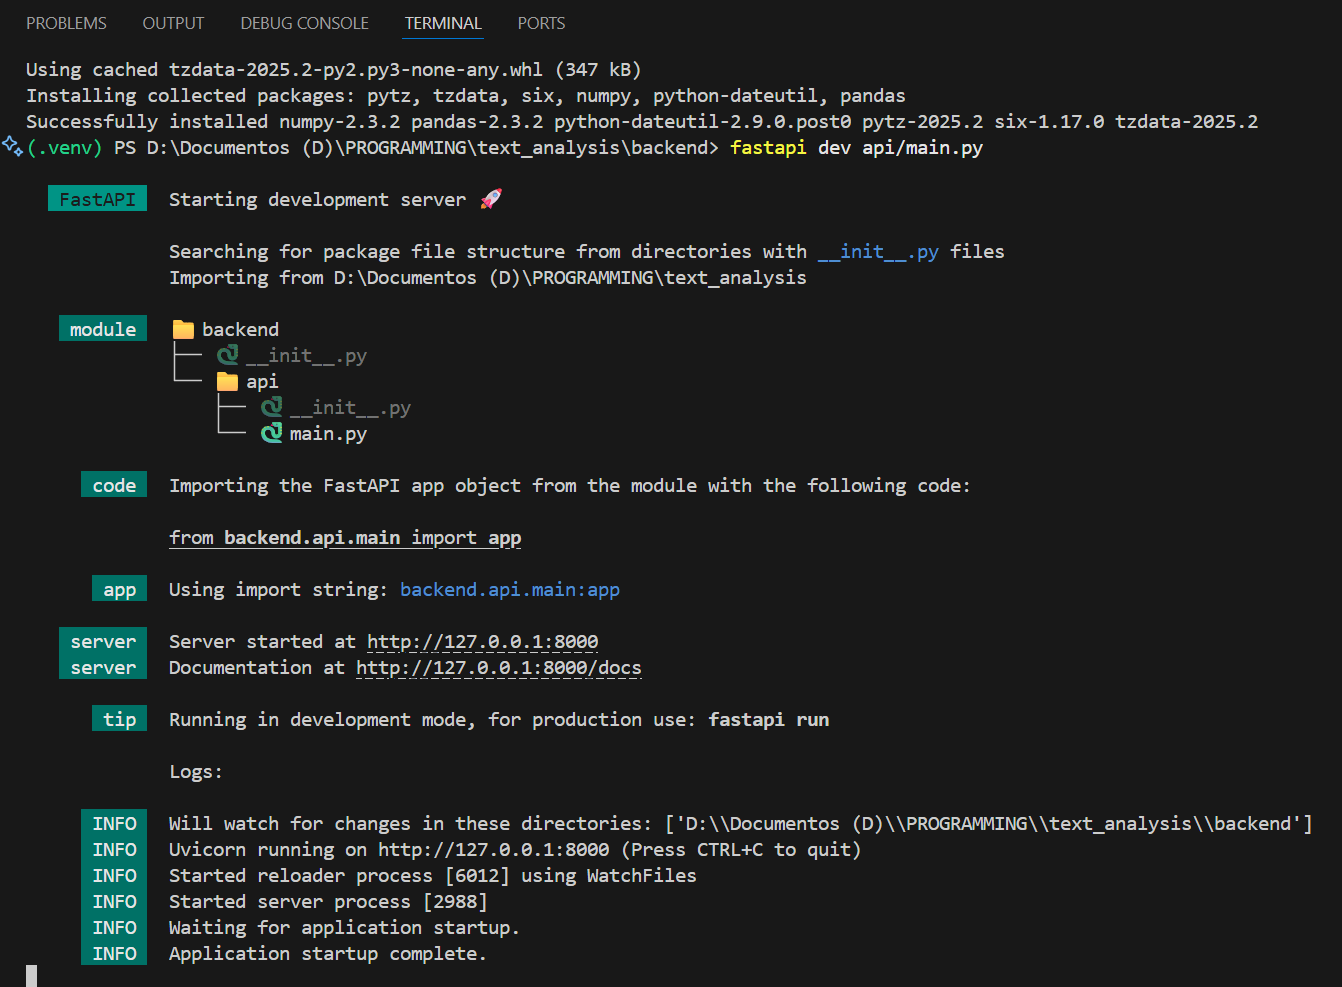 PROBLEMS OUTPUT DEBUG CONSOLE TERMINAL PORTS
Using cached tzdata-2025.2-py2.py3-none-any.whl (347 kB)
Installing collected packages: pytz, tzdata, six, numpy, python-dateutil, pandas
Successfully installed numpy-2.3.2 pandas-2.3.2 python-dateutil-2.9.0.post0 pytz-2025.2 six-1.17.0 tzdata-2025.2
(.venv) PS D:\Documentos (D)\PROGRAMMING\text_analysis\backend> fastapi dev api/main.py
FastAPI Starting development server 🚀
Searching for package file structure from directories with __init__.py files
Importing from D:\Documentos (D)\PROGRAMMING\text_analysis
module 📁 backend
├── 🐍 __init__.py
└── 📁 api
├── 🐍 __init__.py
└── 🐍 main.py
code Importing the FastAPI app object from the module with the following code:
from backend.api.main import app
app Using import string: backend.api.main:app
server Server started at http://127.0.0.1:8000
server Documentation at http://127.0.0.1:8000/docs
tip Running in development mode, for production use: fastapi run
Logs:
INFO Will watch for changes in these directories: ['D:\\Documentos (D)\\PROGRAMMING\\text_analysis\\backend']
INFO Uvicorn running on http://127.0.0.1:8000 (Press CTRL+C to quit)
INFO Started reloader process [6012] using WatchFiles
INFO Started server process [2988]
INFO Waiting for application startup.
INFO Application startup complete.